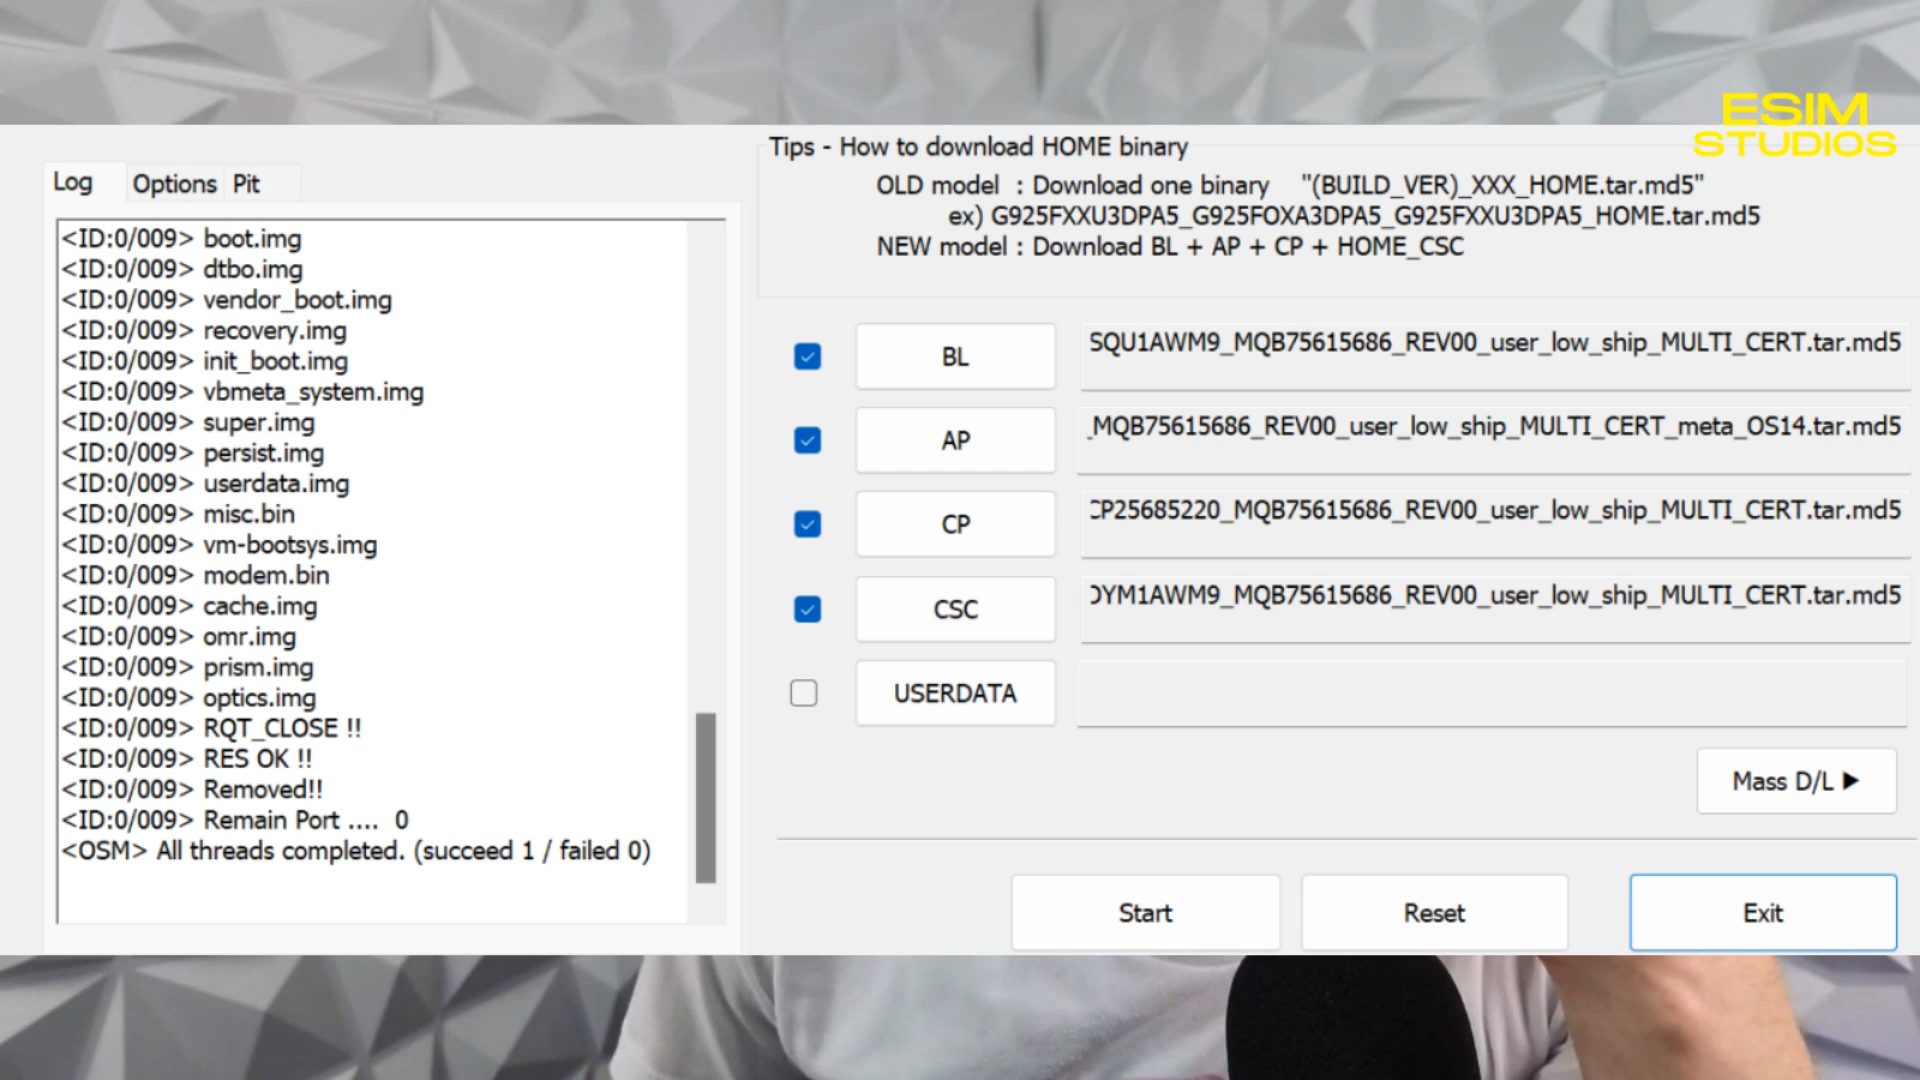 ESIM
STUDIOS
Log Options Pit
<ID:0/009> boot.img
<ID:0/009> dtbo.img
<ID:0/009> vendor_boot.img
<ID:0/009> recovery.img
<ID:0/009> init_boot.img
<ID:0/009> vbmeta_system.img
<ID:0/009> super.img
<ID:0/009> persist.img
<ID:0/009> userdata.img
<ID:0/009> misc.bin
<ID:0/009> vm-bootsys.img
<ID:0/009> modem.bin
<ID:0/009> cache.img
<ID:0/009> omr.img
<ID:0/009> prism.img
<ID:0/009> optics.img
<ID:0/009> RQT_CLOSE !!
<ID:0/009> RES OK !!
<ID:0/009> Removed!!
<ID:0/009> Remain Port .... 0
<OSM> All threads completed. (succeed 1 / failed 0)
Tips - How to download HOME binary
OLD model : Download one binary "(BUILD_VER)_XXX_HOME.tar.md5"
ex) G925FXXU3DPA5_G925FOXA3DPA5_G925FXXU3DPA5_HOME.tar.md5
NEW model : Download BL + AP + CP + HOME_CSC
BL SQU1AWM9_MQB75615686_REV00_user_low_ship_MULTI_CERT.tar.md5
AP _MQB75615686_REV00_user_low_ship_MULTI_CERT_meta_OS14.tar.md5
CP CP25685220_MQB75615686_REV00_user_low_ship_MULTI_CERT.tar.md5
CSC OYM1AWM9_MQB75615686_REV00_user_low_ship_MULTI_CERT.tar.md5
USERDATA
Mass D/L ▶
Start Reset Exit